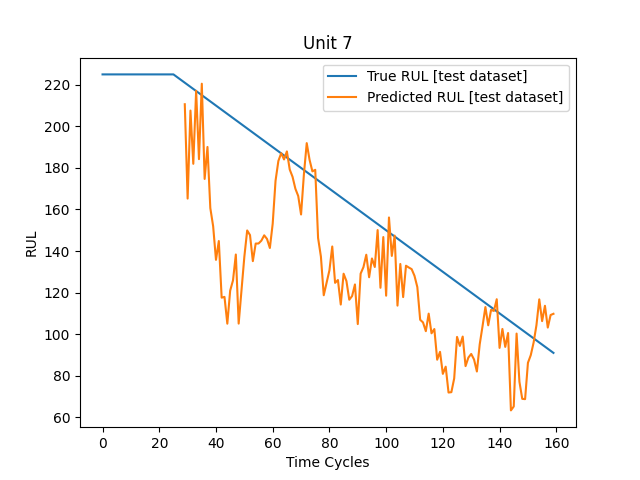 Unit 7
True RUL [test dataset]
Predicted RUL [test dataset]
RUL
220
200
180
160
140
120
100
80
60
0 20 40 60 80 100 120 140 160
Time Cycles